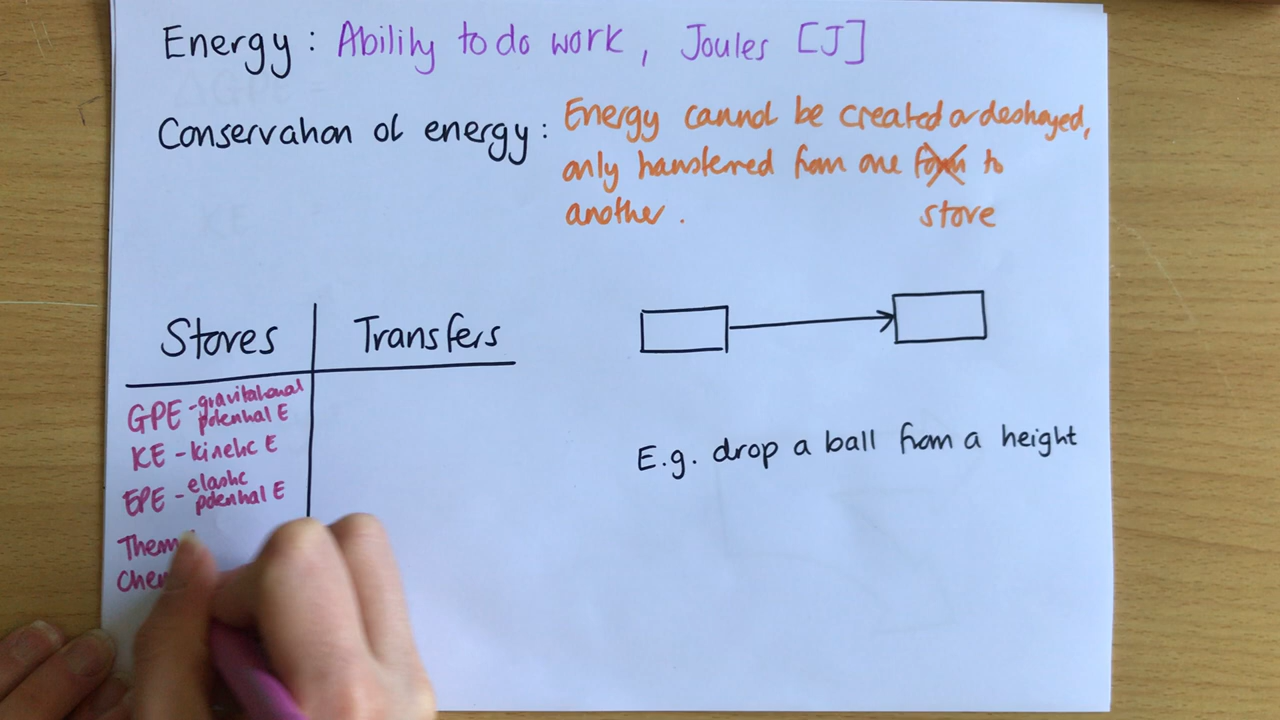 Energy: Ability to do work, Joules [J]
Conservation of energy: Energy cannot be created or destroyed,
only transferred from one form to
another. store
Stores Transfers
GPE - gravitational
potential E
KE - kinetic E
EPE - elastic
potential E
E.g. drop a ball from a height